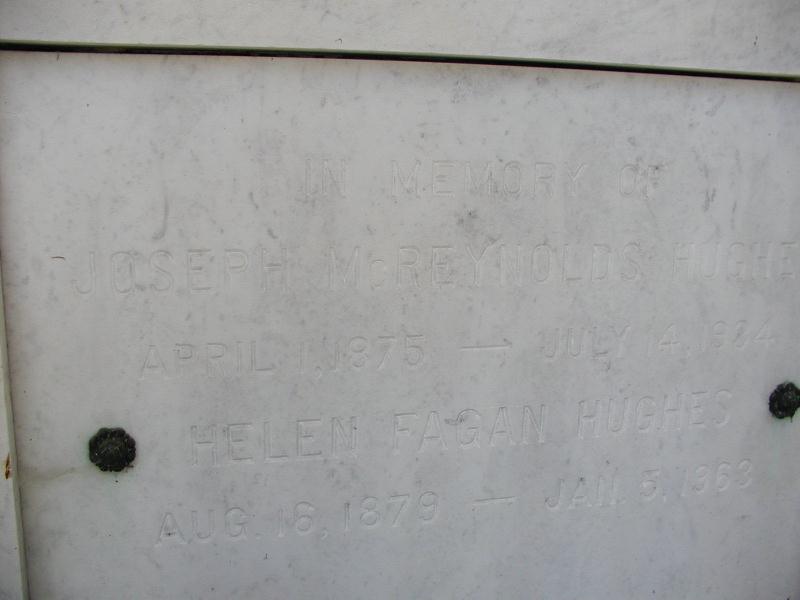 IN MEMORY OF
JOSEPH McREYNOLDS HUGHE
APRIL 1, 1875 — JULY 14,
HELEN FAGAN HUGHES
AUG. 16, 1879 — JAN. 5, 1963